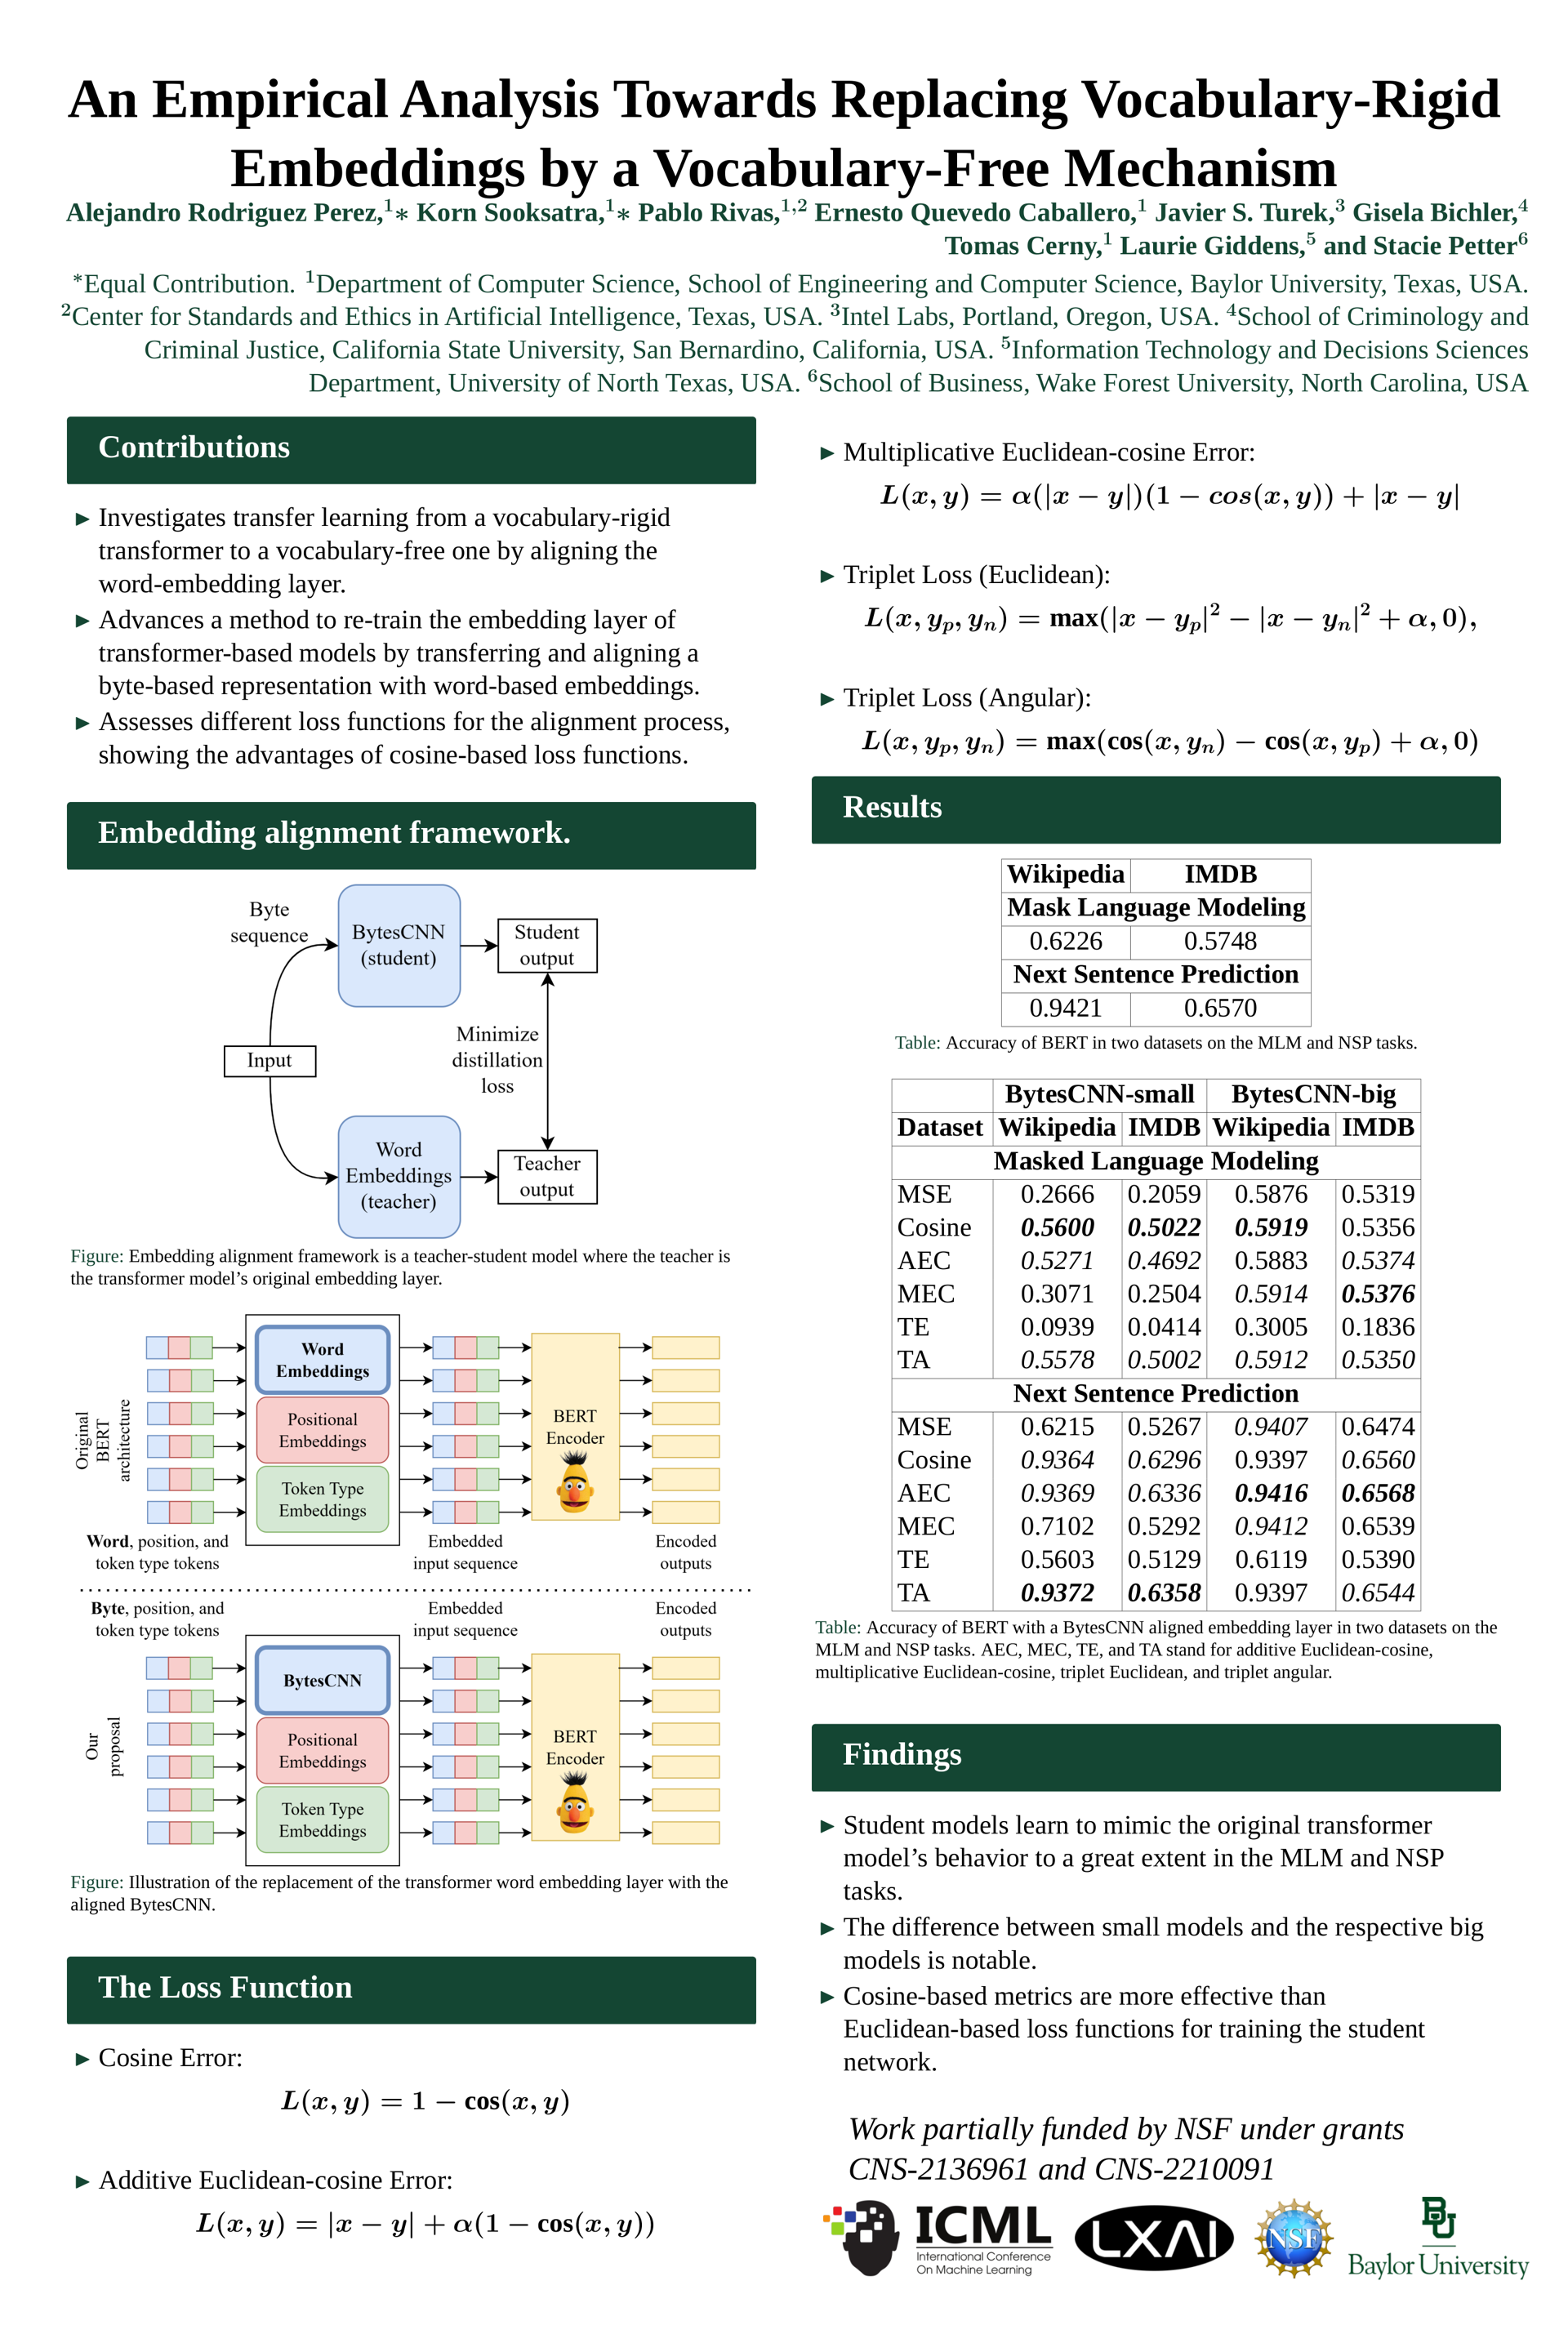 An Empirical Analysis Towards Replacing Vocabulary-Rigid
Embeddings by a Vocabulary-Free Mechanism
Alejandro Rodriguez Perez,¹∗ Korn Sooksatra,¹∗ Pablo Rivas,¹,² Ernesto Quevedo Caballero,¹ Javier S. Turek,³ Gisela Bichler,⁴
Tomas Cerny,¹ Laurie Giddens,⁵ and Stacie Petter⁶
*Equal Contribution. ¹Department of Computer Science, School of Engineering and Computer Science, Baylor University, Texas, USA.
²Center for Standards and Ethics in Artificial Intelligence, Texas, USA. ³Intel Labs, Portland, Oregon, USA. ⁴School of Criminology and
Criminal Justice, California State University, San Bernardino, California, USA. ⁵Information Technology and Decisions Sciences
Department, University of North Texas, USA. ⁶School of Business, Wake Forest University, North Carolina, USA
Contributions
► Investigates transfer learning from a vocabulary-rigid
transformer to a vocabulary-free one by aligning the
word-embedding layer.
► Advances a method to re-train the embedding layer of
transformer-based models by transferring and aligning a
byte-based representation with word-based embeddings.
► Assesses different loss functions for the alignment process,
showing the advantages of cosine-based loss functions.
Embedding alignment framework.
Byte
sequence
BytesCNN
(student)
Student
output
Input
Minimize
distillation
loss
Word
Embeddings
(teacher)
Teacher
output
Figure: Embedding alignment framework is a teacher-student model where the teacher is
the transformer model's original embedding layer.
Original
BERT
architecture
Word
Embeddings
Positional
Embeddings
Token Type
Embeddings
BERT
Encoder
Word, position, and
token type tokens
Embedded
input sequence
Encoded
outputs
Byte, position, and
token type tokens
Embedded
input sequence
Encoded
outputs
Our
proposal
BytesCNN
Positional
Embeddings
Token Type
Embeddings
BERT
Encoder
Figure: Illustration of the replacement of the transformer word embedding layer with the
aligned BytesCNN.
The Loss Function
► Cosine Error:
L(x, y) = 1 − cos(x, y)
► Additive Euclidean-cosine Error:
L(x, y) = |x − y| + α(1 − cos(x, y))
► Multiplicative Euclidean-cosine Error:
L(x, y) = α(|x − y|)(1 − cos(x, y)) + |x − y|
► Triplet Loss (Euclidean):
L(x, yₚ, yₙ) = max(|x − yₚ|² − |x − yₙ|² + α, 0),
► Triplet Loss (Angular):
L(x, yₚ, yₙ) = max(cos(x, yₙ) − cos(x, yₚ) + α, 0)
Results
Wikipedia IMDB
Mask Language Modeling
0.6226 0.5748
Next Sentence Prediction
0.9421 0.6570
Table: Accuracy of BERT in two datasets on the MLM and NSP tasks.
BytesCNN-small BytesCNN-big
Dataset Wikipedia IMDB Wikipedia IMDB
Masked Language Modeling
MSE 0.2666 0.2059 0.5876 0.5319
Cosine 0.5600 0.5022 0.5919 0.5356
AEC 0.5271 0.4692 0.5883 0.5374
MEC 0.3071 0.2504 0.5914 0.5376
TE 0.0939 0.0414 0.3005 0.1836
TA 0.5578 0.5002 0.5912 0.5350
Next Sentence Prediction
MSE 0.6215 0.5267 0.9407 0.6474
Cosine 0.9364 0.6296 0.9397 0.6560
AEC 0.9369 0.6336 0.9416 0.6568
MEC 0.7102 0.5292 0.9412 0.6539
TE 0.5603 0.5129 0.6119 0.5390
TA 0.9372 0.6358 0.9397 0.6544
Table: Accuracy of BERT with a BytesCNN aligned embedding layer in two datasets on the
MLM and NSP tasks. AEC, MEC, TE, and TA stand for additive Euclidean-cosine,
multiplicative Euclidean-cosine, triplet Euclidean, and triplet angular.
Findings
► Student models learn to mimic the original transformer
model's behavior to a great extent in the MLM and NSP
tasks.
► The difference between small models and the respective big
models is notable.
► Cosine-based metrics are more effective than
Euclidean-based loss functions for training the student
network.
Work partially funded by NSF under grants
CNS-2136961 and CNS-2210091
ICML
International Conference
On Machine Learning
LXAI
NSF
BU
Baylor University